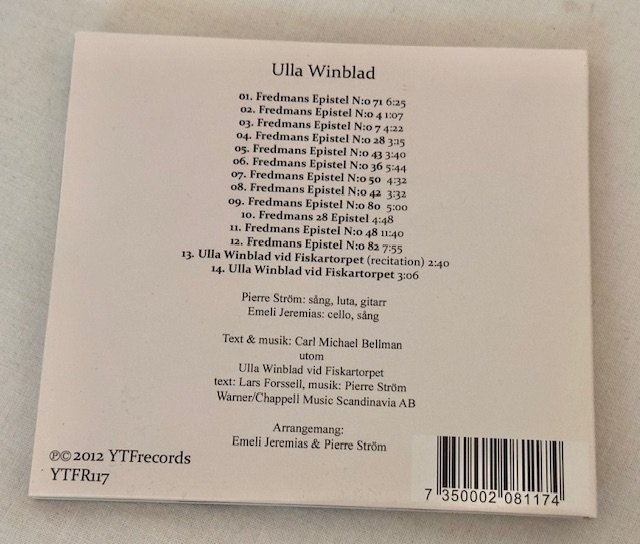 Ulla Winblad
01. Fredmans Epistel N:o 71 6:25
02. Fredmans Epistel N:o 4 1:07
03. Fredmans Epistel N:o 7 4:22
04. Fredmans Epistel N:o 28 3:15
05. Fredmans Epistel N:o 43 3:40
06. Fredmans Epistel N:o 36 5:44
07. Fredmans Epistel N:o 50 4:32
08. Fredmans Epistel N;o 42 3:32
09. Fredmans Epistel N:o 80 5:00
10. Fredmans 28 Epistel 4:48
11. Fredmans Epistel N:o 48 11:40
12. Fredmans Epistel N:o 82 7:55
13. Ulla Winblad vid Fiskartorpet (recitation) 2:40
14. Ulla Winblad vid Fiskartorpet 3:06
Pierre Ström: sång, luta, gitarr
Emeli Jeremias: cello, sång
Text & musik: Carl Michael Bellman
utom
Ulla Winblad vid Fiskartorpet
text: Lars Forssell, musik: Pierre Ström
Warner/Chappell Music Scandinavia AB
Arrangemang:
Emeli Jeremias & Pierre Ström
℗© 2012 YTFrecords
YTFR117
7 350002 081174